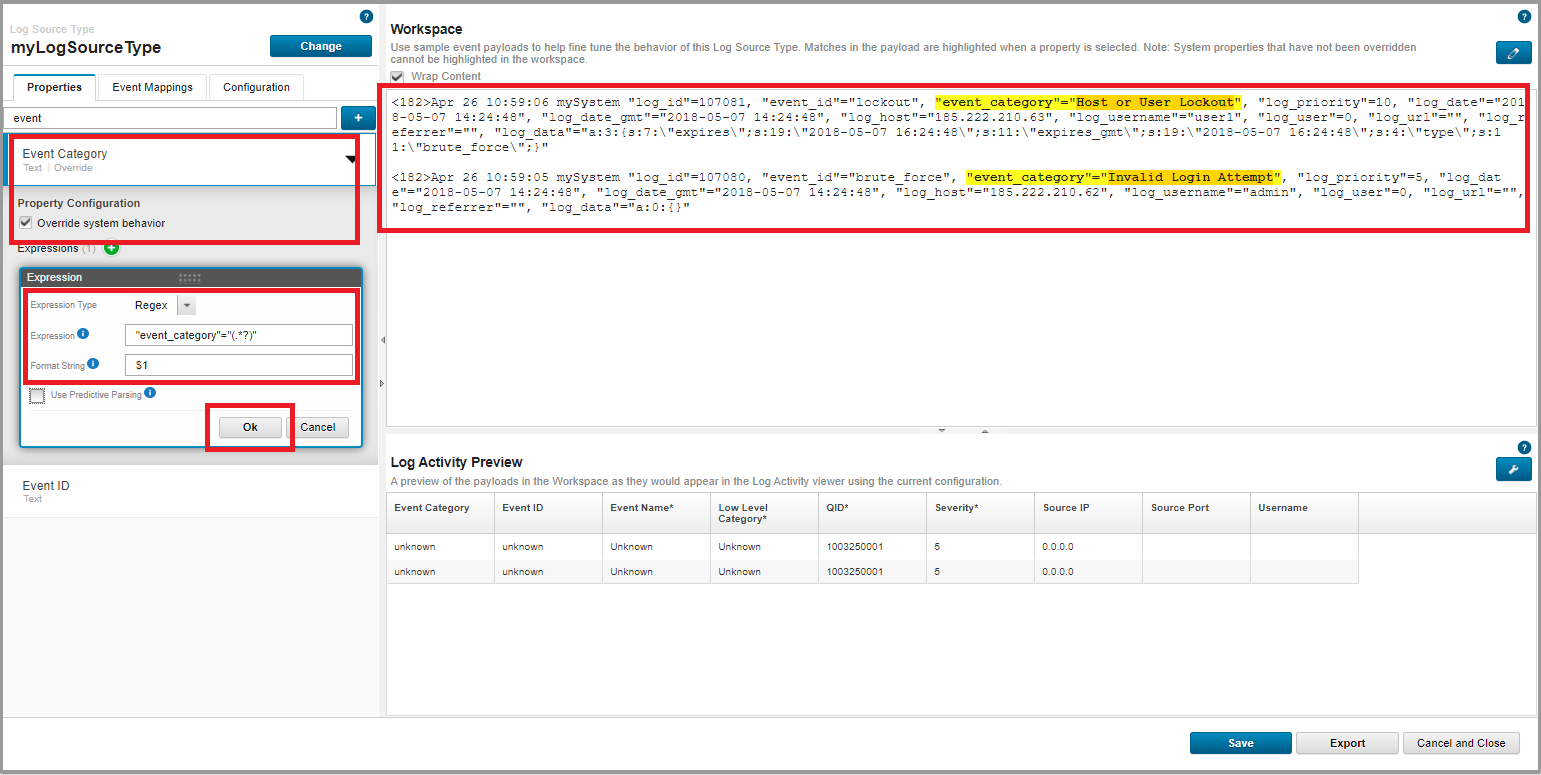 Log Source Type
myLogSourceType
Change
Properties
Event Mappings
Configuration
event
+
Event Category
Text | Override
Property Configuration
Override system behavior
Expressions (1)
Expression
Expression Type
Regex
Expression
"event_category"="(.*?)"
Format String
$1
Use Predictive Parsing
Ok
Cancel
Event ID
Text
Workspace
Use sample event payloads to help fine tune the behavior of this Log Source Type. Matches in the payload are highlighted when a property is selected. Note: System properties that have not been overridden
cannot be highlighted in the workspace.
Wrap Content
<182>Apr 26 10:59:06 mySystem "log_id"=107081, "event_id"="lockout", "event_category"="Host or User Lockout", "log_priority"=10, "log_date"="201
8-05-07 14:24:48", "log_date_gmt"="2018-05-07 14:24:48", "log_host"="185.222.210.63", "log_username"="user1", "log_user"=0, "log_url"="", "log_r
eferrer"="", "log_data"="a:3:{s:7:\"expires\";s:19:\"2018-05-07 16:24:48\";s:11:\"expires_gmt\";s:19:\"2018-05-07 16:24:48\";s:4:\"type\";s:1
1:\"brute_force\";}"
<182>Apr 26 10:59:05 mySystem "log_id"=107080, "event_id"="brute_force", "event_category"="Invalid Login Attempt", "log_priority"=5, "log_dat
e"="2018-05-07 14:24:48", "log_date_gmt"="2018-05-07 14:24:48", "log_host"="185.222.210.62", "log_username"="admin", "log_user"=0, "log_url"="",
"log_referrer"="", "log_data"="a:0:{}"
Log Activity Preview
A preview of the payloads in the Workspace as they would appear in the Log Activity viewer using the current configuration.
Event Category Event ID Event Name* Low Level Category* QID* Severity* Source IP Source Port Username
unknown unknown Unknown Unknown 1003250001 5 0.0.0.0
unknown unknown Unknown Unknown 1003250001 5 0.0.0.0
Save
Export
Cancel and Close